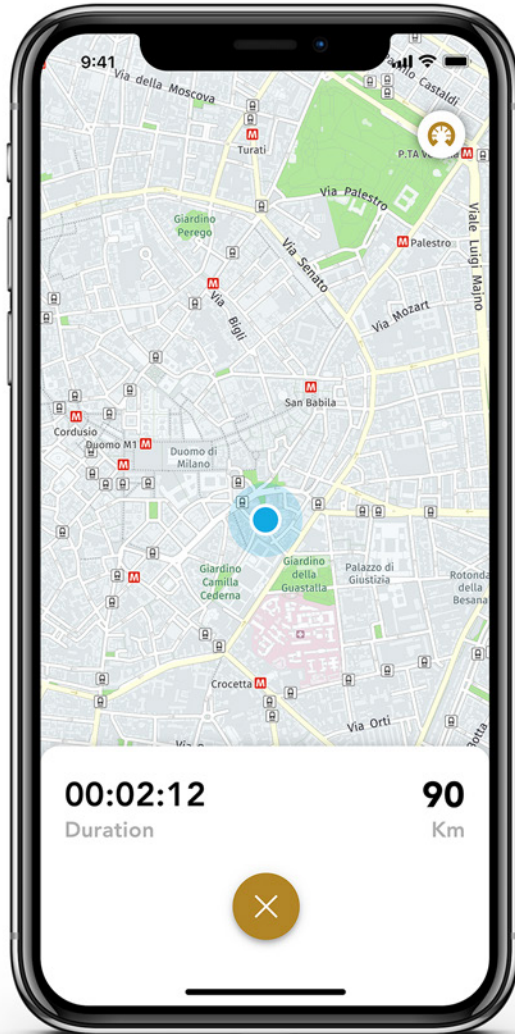 9:41
Via della Moscova
Castaldi
M
Turati
P.TA
M
Via Palestro
Giardino
Perego
M Palestro
Viale Luigi Majno
Via Senato
M
Via Bigli
Via Mozart
M
San Babila
M
Cordusio
Duomo M1 M
M
Duomo di
Milano
M
Giardino
Camilla
Cederna
Giardino
della
Guastalla
Palazzo di
Giustizia
Rotonda
della
Besana
Crocetta M
Via Orti
Botta
00:02:12
90
Duration
Km